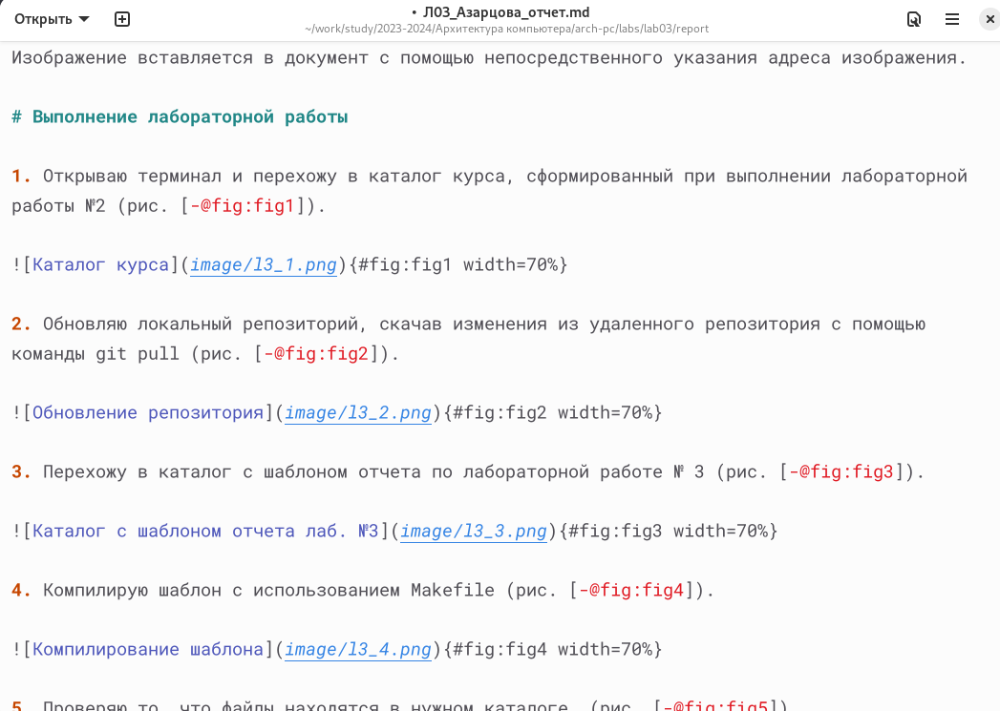 Открыть
• Л03_Азарцова_отчет.md
~/work/study/2023-2024/Архитектура компьютера/arch-pc/labs/lab03/report
Изображение вставляется в документ с помощью непосредственного указания адреса изображения.
# Выполнение лабораторной работы
1. Открываю терминал и перехожу в каталог курса, сформированный при выполнении лабораторной
работы №2 (рис. [-@fig:fig1]).
![Каталог курса](image/l3_1.png){#fig:fig1 width=70%}
2. Обновляю локальный репозиторий, скачав изменения из удаленного репозитория с помощью
команды git pull (рис. [-@fig:fig2]).
![Обновление репозитория](image/l3_2.png){#fig:fig2 width=70%}
3. Перехожу в каталог с шаблоном отчета по лабораторной работе № 3 (рис. [-@fig:fig3]).
![Каталог с шаблоном отчета лаб. №3](image/l3_3.png){#fig:fig3 width=70%}
4. Компилирую шаблон с использованием Makefile (рис. [-@fig:fig4]).
![Компилирование шаблона](image/l3_4.png){#fig:fig4 width=70%}
5. Проверяю то, что файлы находятся в нужном каталоге. (рис. [-@fig:fig5])